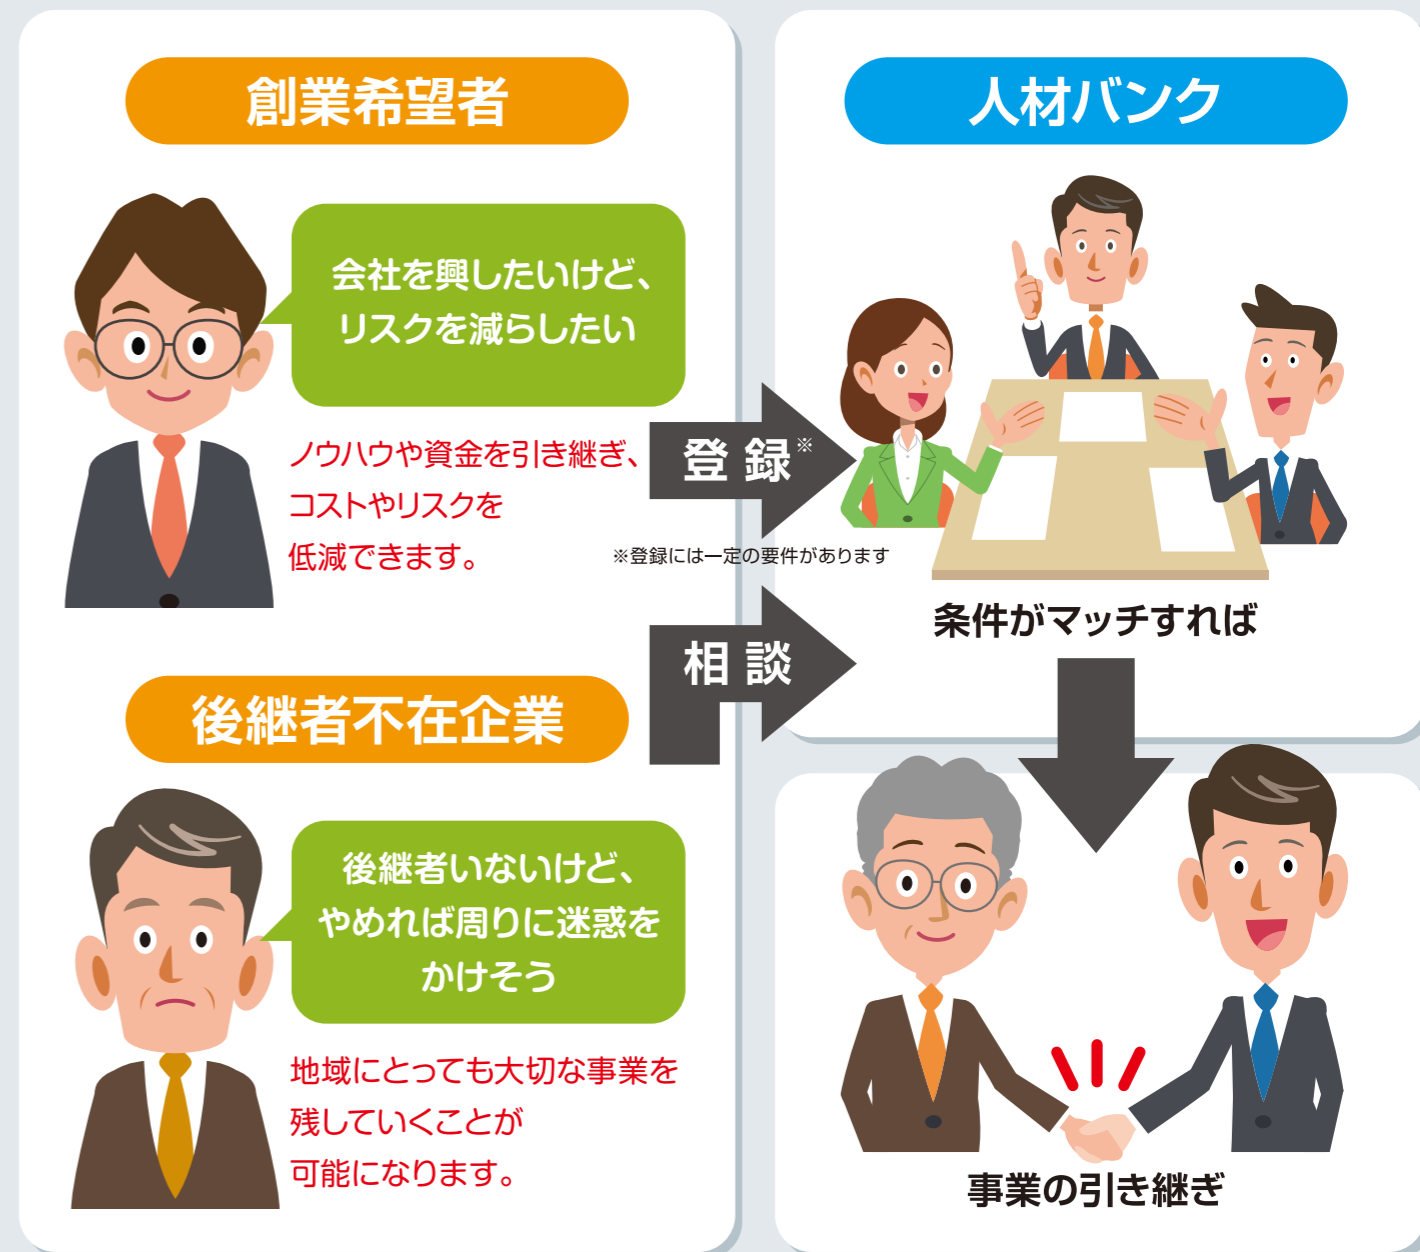 創業希望者
会社を興したいけど、
リスクを減らしたい
ノウハウや資金を引き継ぎ、
コストやリスクを
低減できます。
登録※
※登録には一定の要件があります
後継者不在企業
後継者いないけど、
やめれば周りに迷惑を
かけそう
地域にとっても大切な事業を
残していくことが
可能になります。
相談
人材バンク
条件がマッチすれば
事業の引き継ぎ